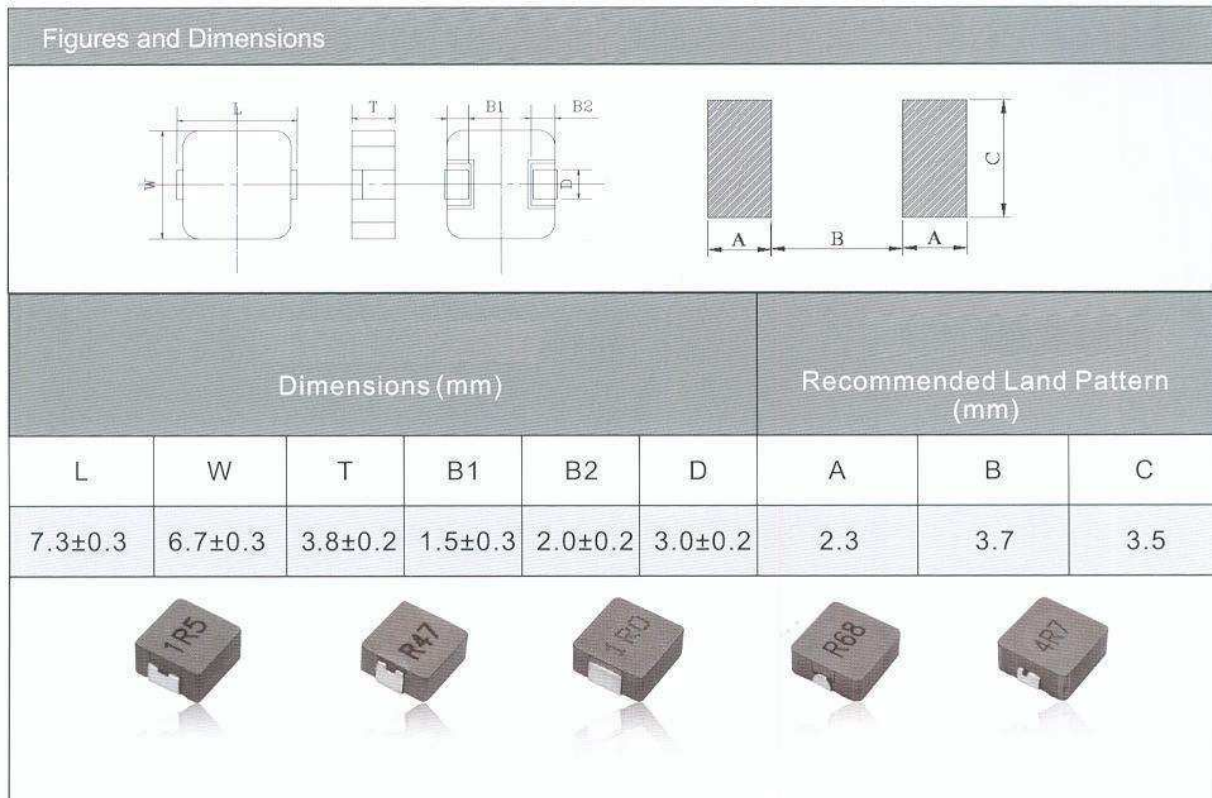 Figures and Dimensions
L
T
B1
B2
W
D
C
A
B
A
Dimensions (mm)
Recommended Land Pattern
(mm)
L W T B1 B2 D A B C
7.3±0.3 6.7±0.3 3.8±0.2 1.5±0.3 2.0±0.2 3.0±0.2 2.3 3.7 3.5
1R5
R47
1R0
R68
4R7